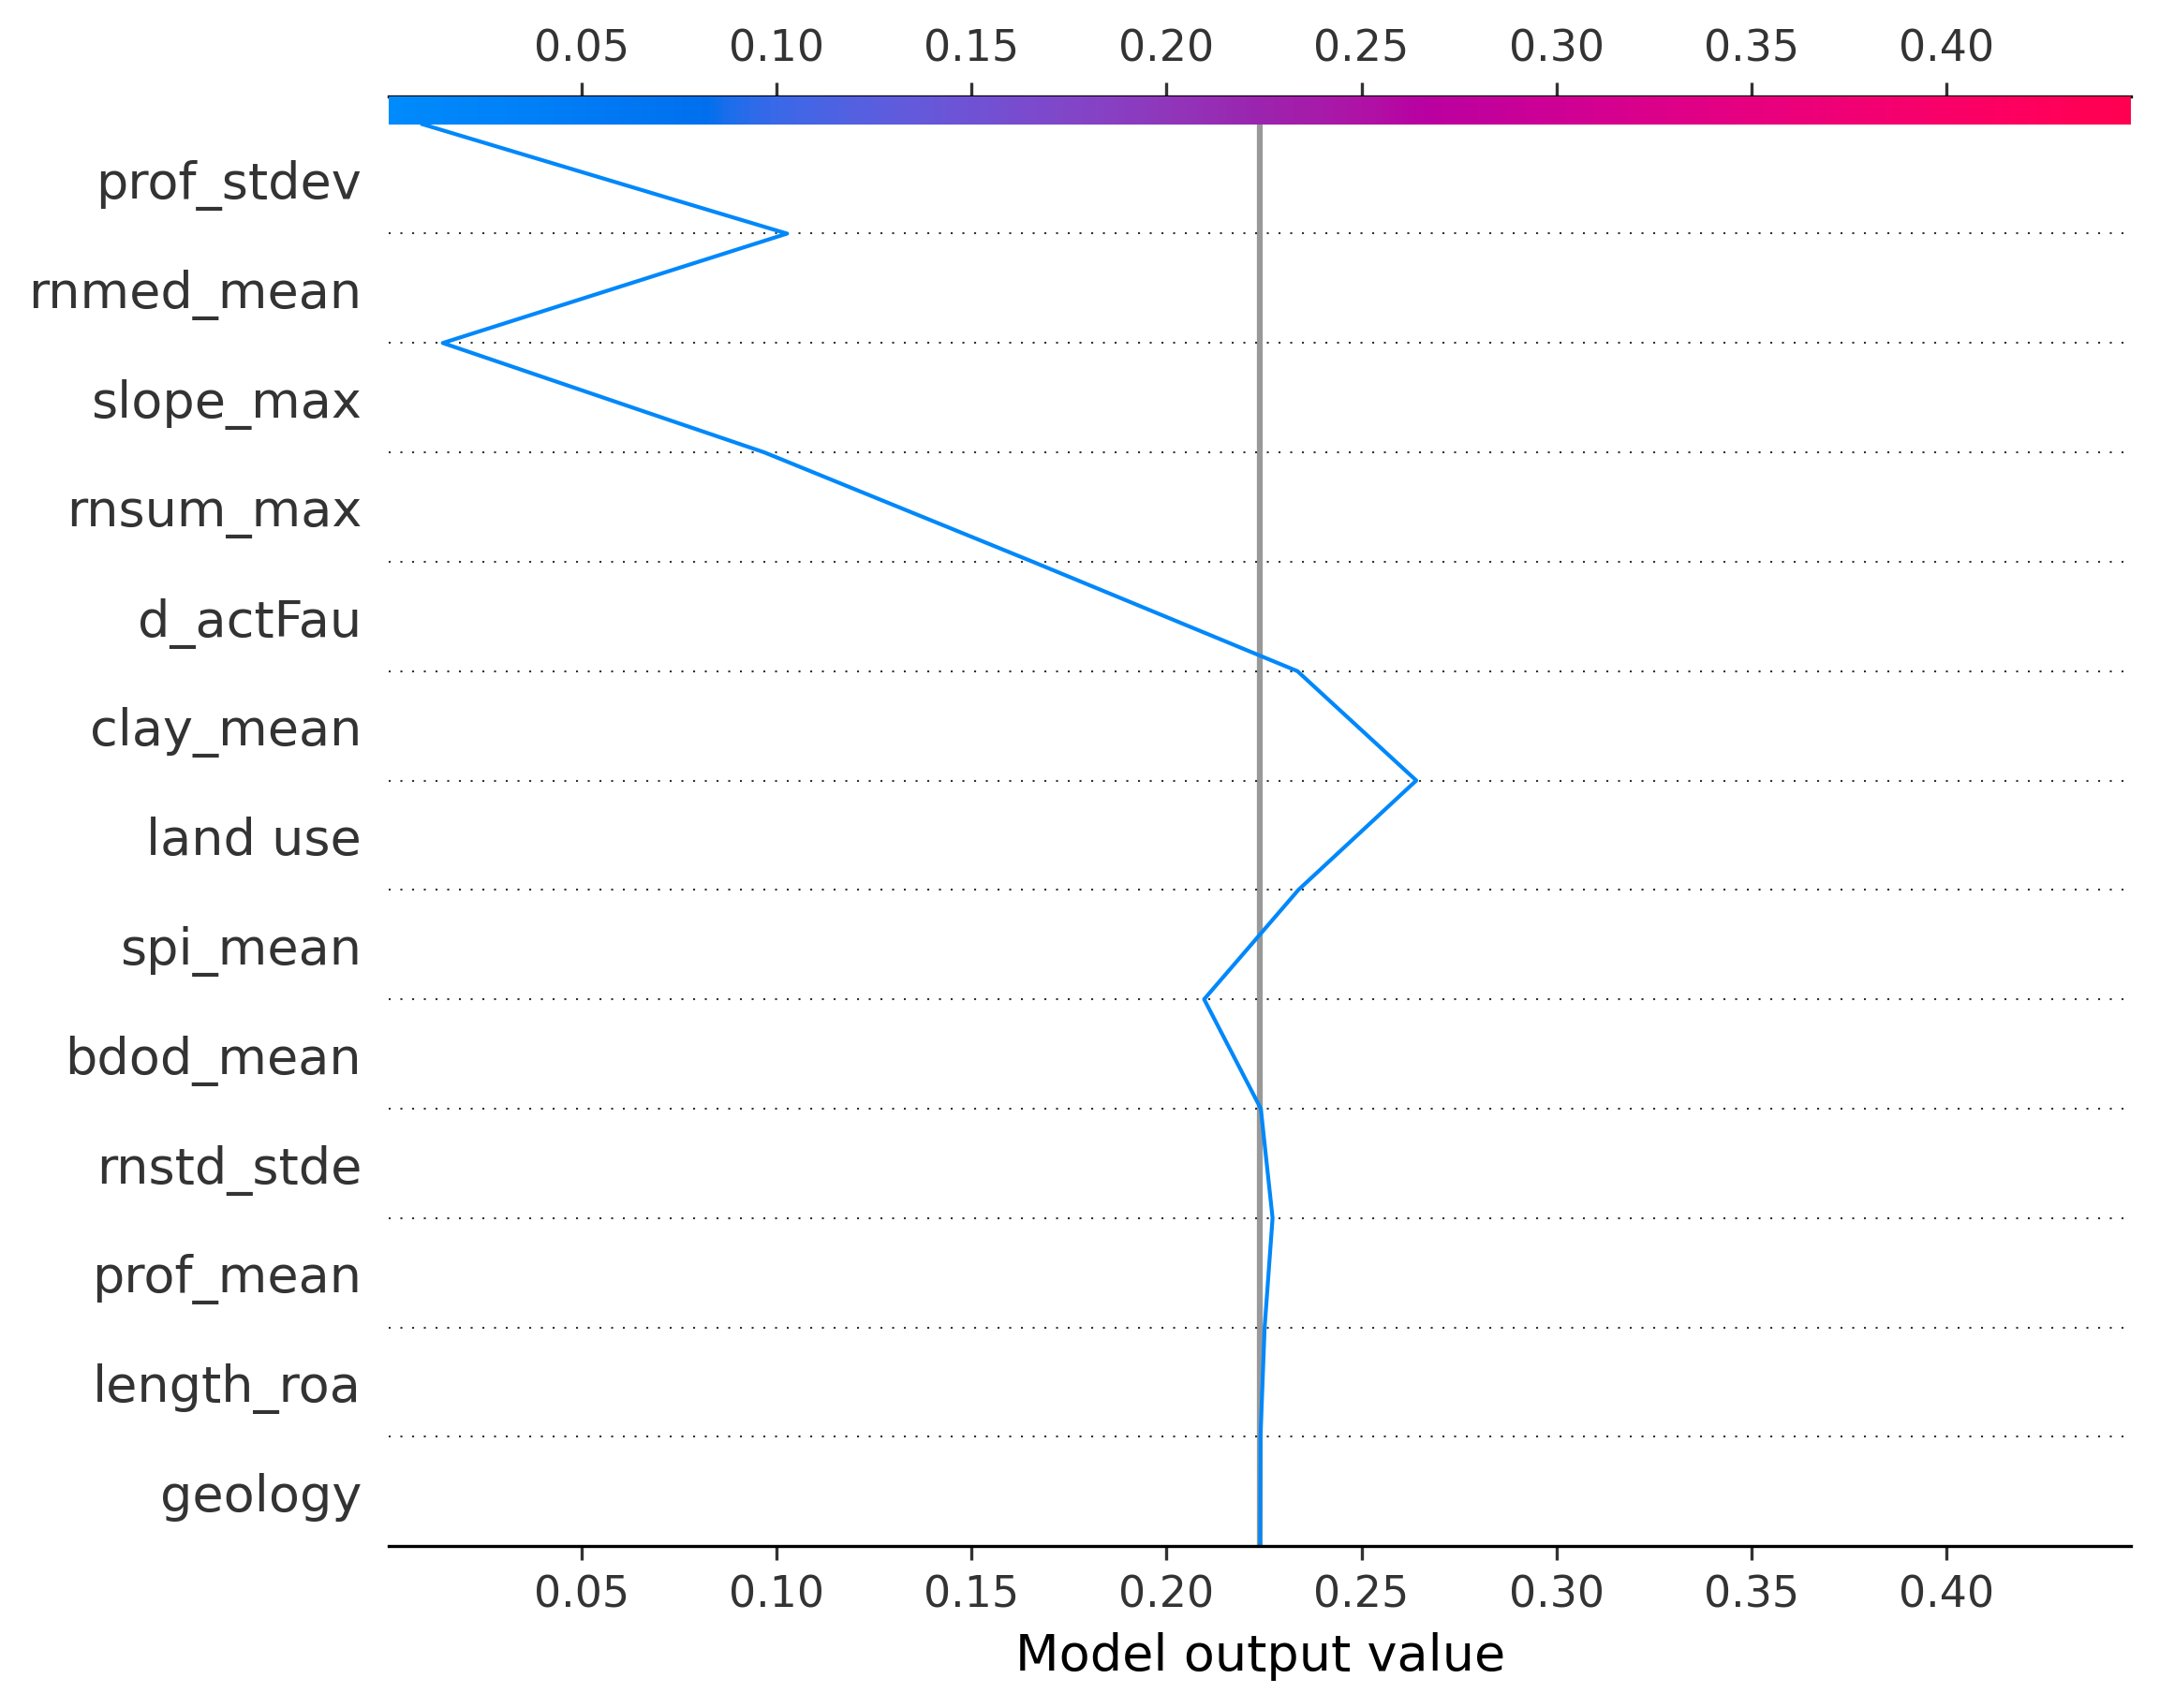 0.05 0.10 0.15 0.20 0.25 0.30 0.35 0.40
prof_stdev
rnmed_mean
slope_max
rnsum_max
d_actFau
clay_mean
land use
spi_mean
bdod_mean
rnstd_stde
prof_mean
length_roa
geology
0.05 0.10 0.15 0.20 0.25 0.30 0.35 0.40
Model output value